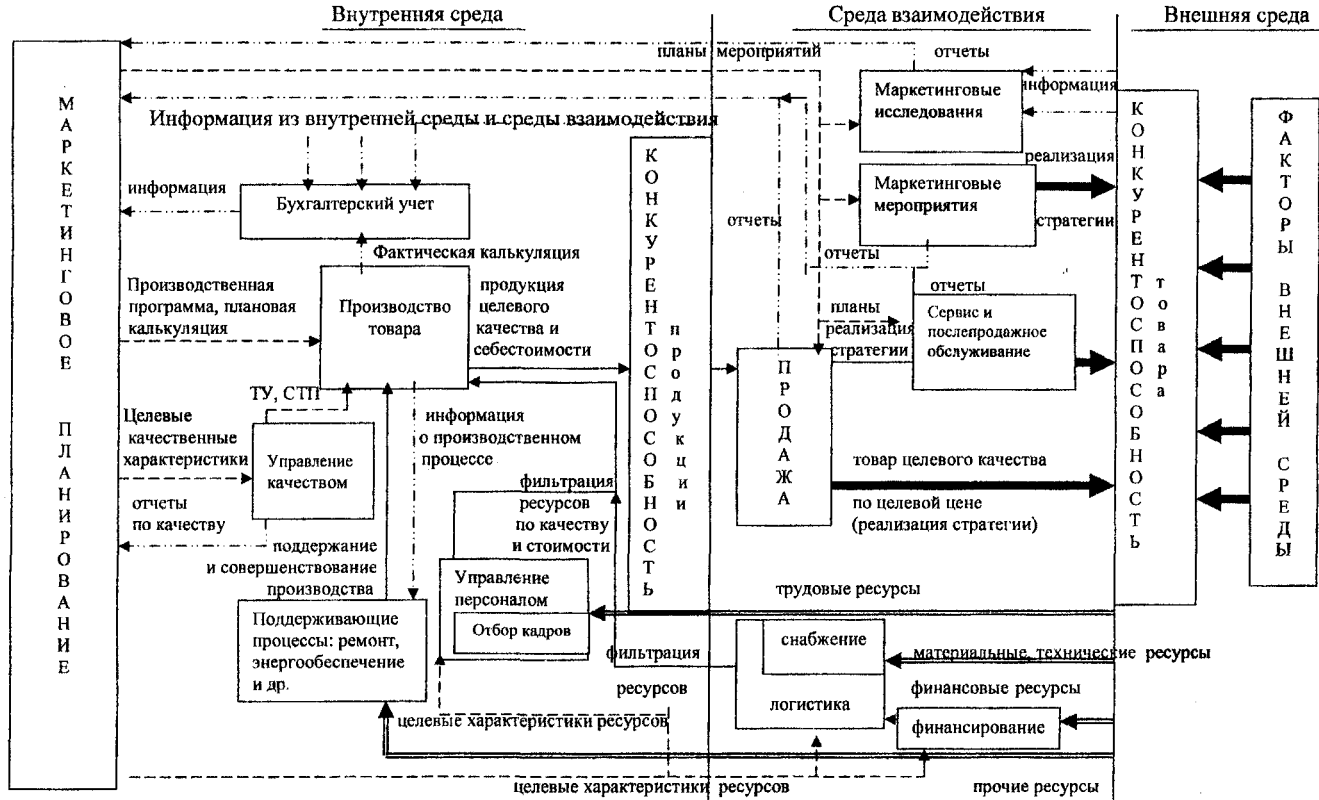 Внутренняя среда
Среда взаимодействия
Внешняя среда
МАРКЕТИНГОВОЕ ПЛАНИРОВАНИЕ
планы мероприятий
отчеты
Маркетинговые
исследования
информация
Информация из внутренней среды и среды взаимодействия
информация
Бухгалтерский учет
Фактическая калькуляция
Производственная
программа, плановая
калькуляция
Производство
товара
продукция
целевого
качества и
себестоимости
КОНКУРЕНТОСПОСОБНОСТЬ
продукции
отчеты
Маркетинговые
мероприятия
реализация
стратегии
отчеты
отчеты
планы
реализация
стратегии
Сервис и
послепродажное
обслуживание
ПРОДАЖА
КОНКУРЕНТОСПОСОБНОСТЬ
товара
ФАКТОРЫ ВНЕШНЕЙ СРЕДЫ
ТУ, СТП
Целевые
качественные
характеристики
Управление
качеством
отчеты
по качеству
информация
о производственном
процессе
фильтрация
ресурсов
по качеству
и стоимости
товар целевого качества
по целевой цене
(реализация стратегии)
поддержание
и совершенствование
производства
Управление
персоналом
Отбор кадров
трудовые ресурсы
Поддерживающие
процессы: ремонт,
энергообеспечение
и др.
фильтрация
ресурсов
снабжение
логистика
материальные, технические ресурсы
финансовые ресурсы
финансирование
целевые характеристики ресурсов
целевые характеристики ресурсов
прочие ресурсы